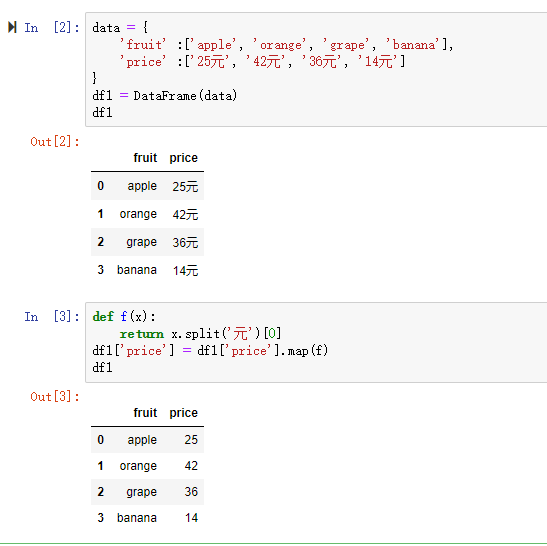 In [2]: data = {
'fruit' :['apple', 'orange', 'grape', 'banana'],
'price' :['25元', '42元', '36元', '14元']
}
df1 = DataFrame(data)
df1
Out[2]:
fruit price
0 apple 25元
1 orange 42元
2 grape 36元
3 banana 14元
In [3]: def f(x):
return x.split('元')[0]
df1['price'] = df1['price'].map(f)
df1
Out[3]:
fruit price
0 apple 25
1 orange 42
2 grape 36
3 banana 14